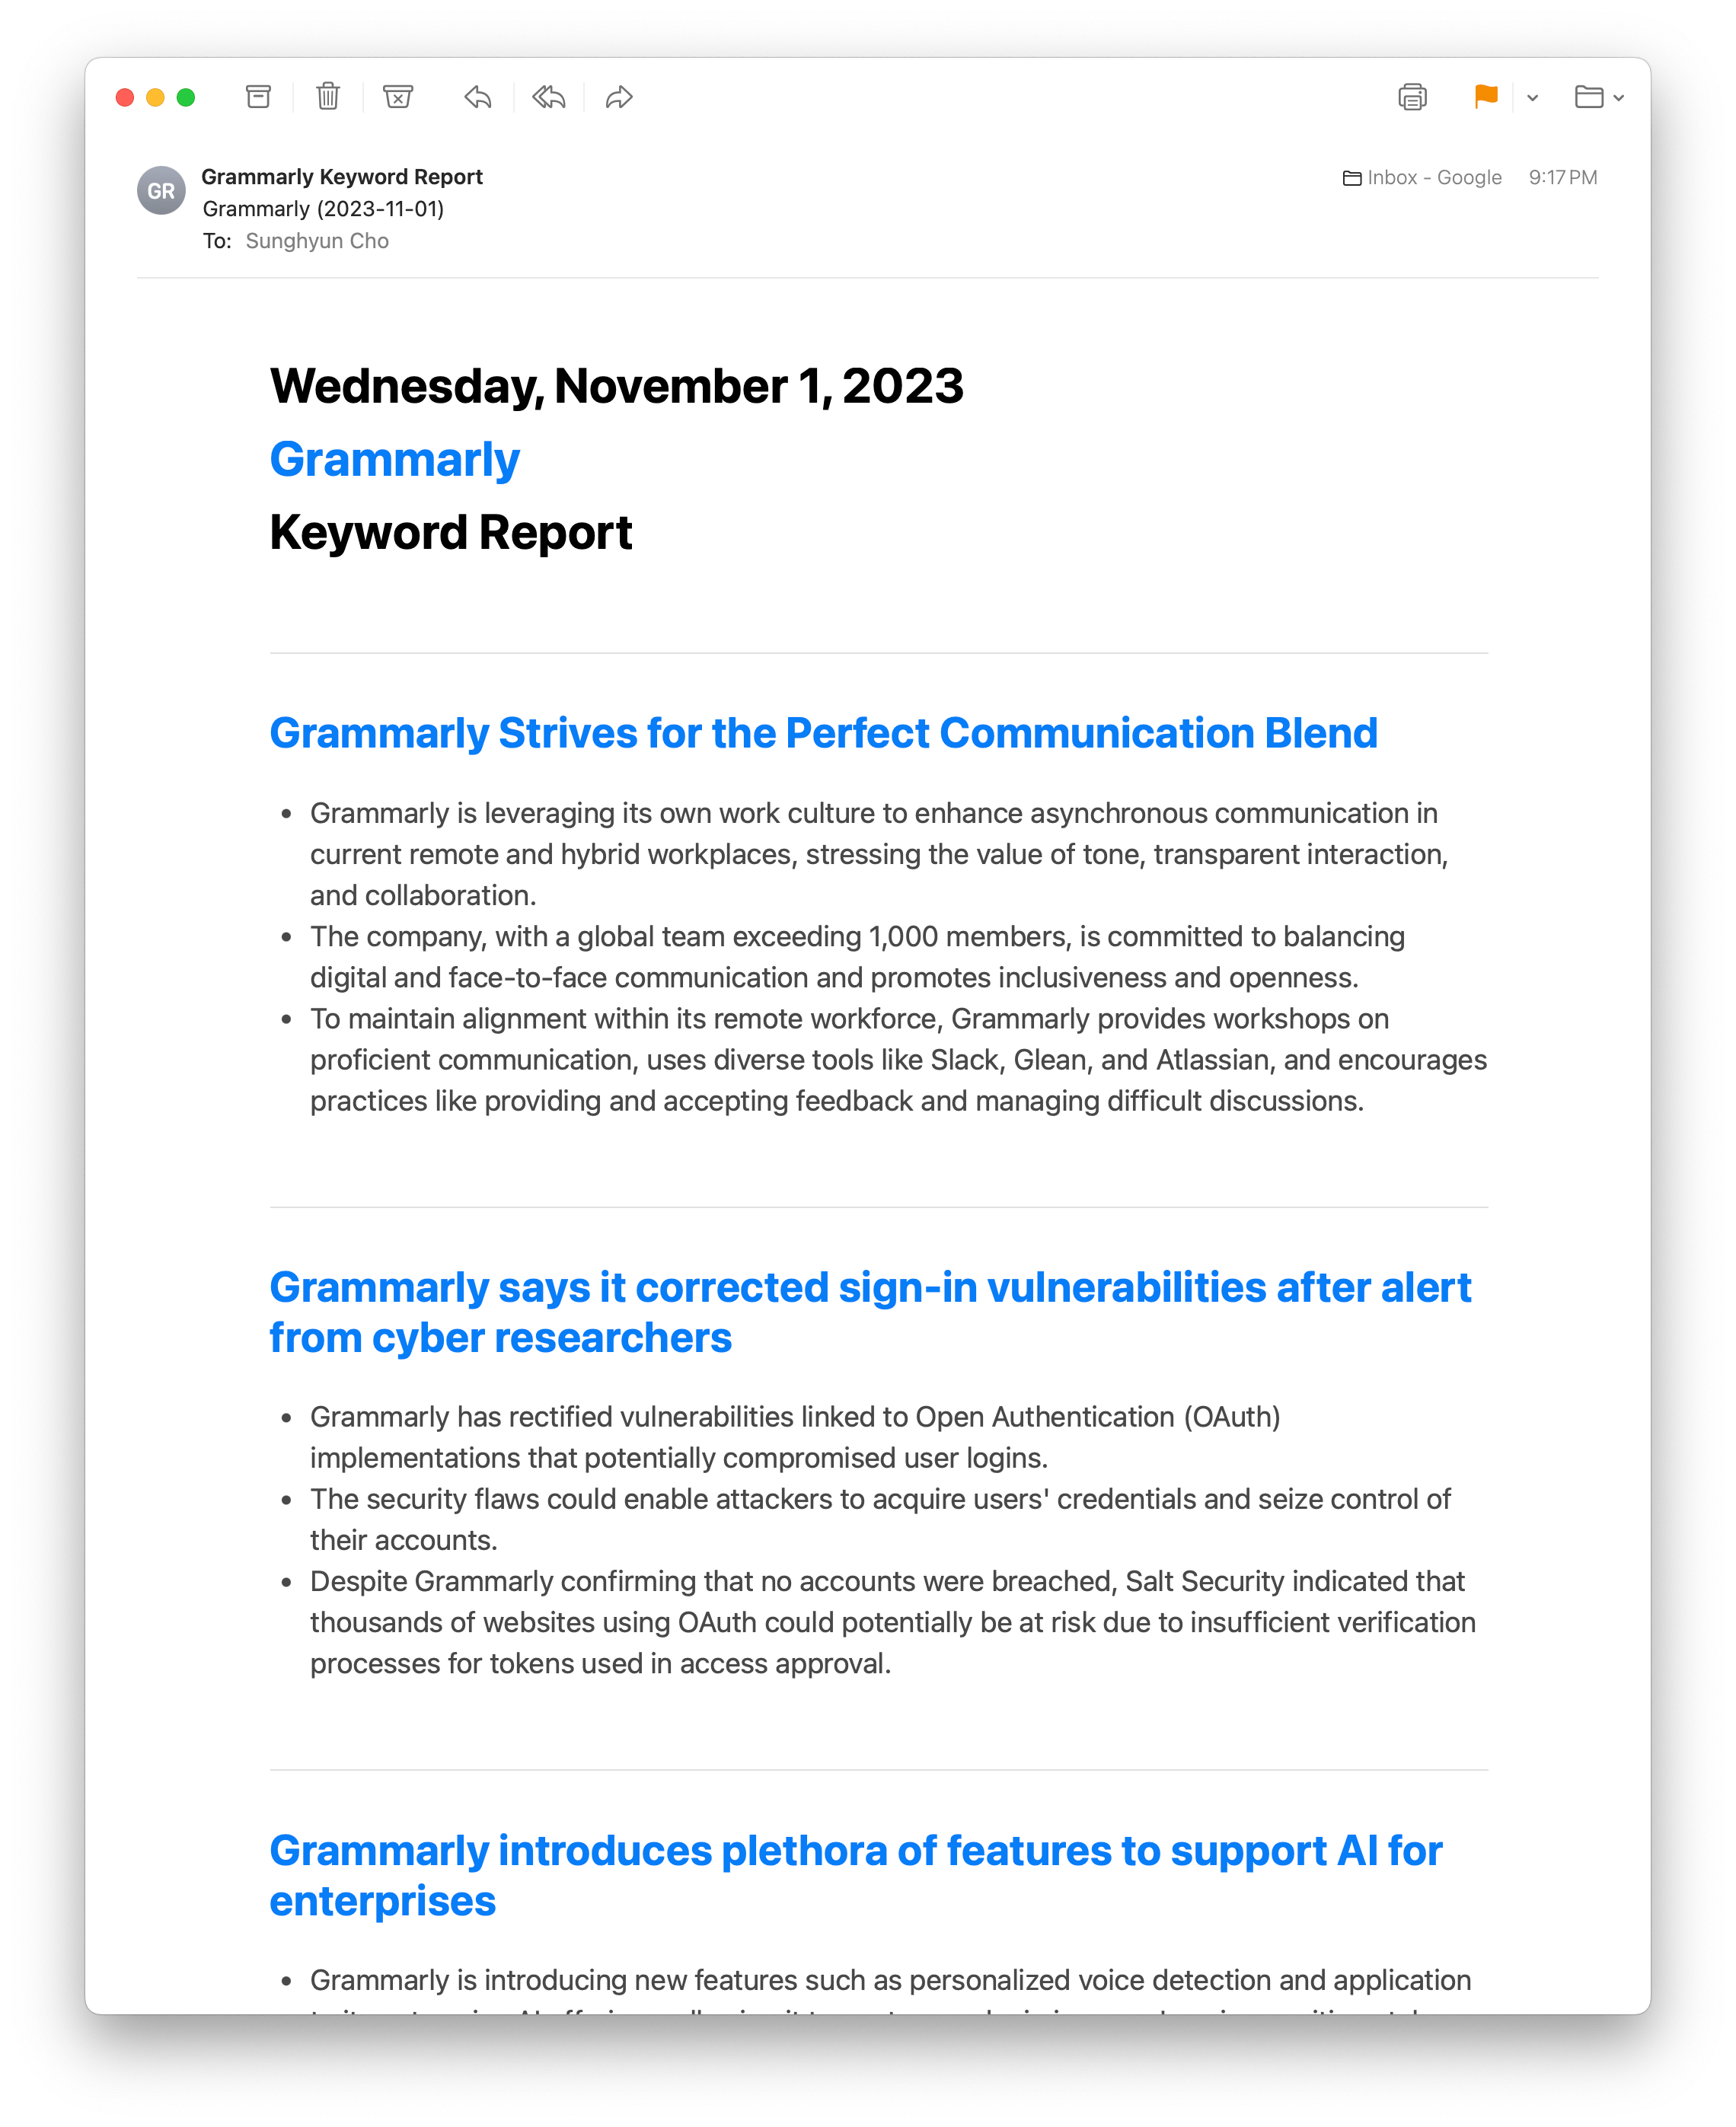 GR
Grammarly Keyword Report
Inbox - Google 9:17 PM
Grammarly (2023-11-01)
To: Sunghyun Cho
Wednesday, November 1, 2023
Grammarly
Keyword Report
Grammarly Strives for the Perfect Communication Blend
• Grammarly is leveraging its own work culture to enhance asynchronous communication in
current remote and hybrid workplaces, stressing the value of tone, transparent interaction,
and collaboration.
• The company, with a global team exceeding 1,000 members, is committed to balancing
digital and face-to-face communication and promotes inclusiveness and openness.
• To maintain alignment within its remote workforce, Grammarly provides workshops on
proficient communication, uses diverse tools like Slack, Glean, and Atlassian, and encourages
practices like providing and accepting feedback and managing difficult discussions.
Grammarly says it corrected sign-in vulnerabilities after alert
from cyber researchers
• Grammarly has rectified vulnerabilities linked to Open Authentication (OAuth)
implementations that potentially compromised user logins.
• The security flaws could enable attackers to acquire users' credentials and seize control of
their accounts.
• Despite Grammarly confirming that no accounts were breached, Salt Security indicated that
thousands of websites using OAuth could potentially be at risk due to insufficient verification
processes for tokens used in access approval.
Grammarly introduces plethora of features to support AI for
enterprises
• Grammarly is introducing new features such as personalized voice detection and application